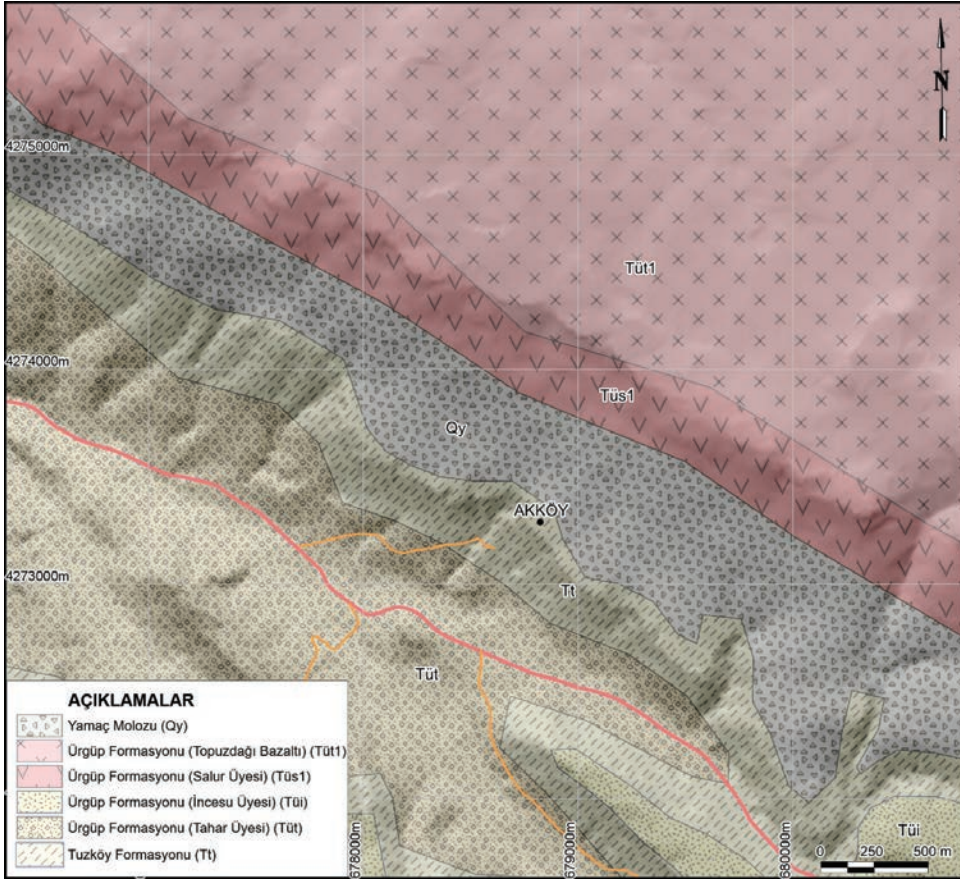 N
4275000m
Tüt1
4274000m
Tüs1
Qy
AKKÖY
4273000m
Tt
Tüt
AÇIKLAMALAR
Yamaç Molozu (Qy)
Ürgüp Formasyonu (Topuzdağı Bazaltı) (Tüt1)
Ürgüp Formasyonu (Salur Üyesi) (Tüs1)
Ürgüp Formasyonu (İncesu Üyesi) (Tüi)
Ürgüp Formasyonu (Tahar Üyesi) (Tüt)
Tuzköy Formasyonu (Tt)
678000m
679000m
680000m
Tüi
0 250 500 m